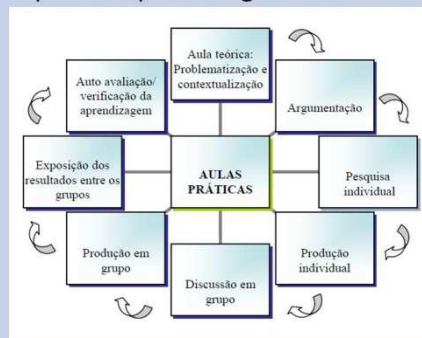 Aula teórica:
Problematização e
contextualização
Argumentação
Pesquisa
individual
Produção
individual
Discussão em
grupo
Produção em
grupo
Exposição dos
resultados entre os
grupos
Auto avaliação/
verificação da
aprendizagem
AULAS
PRÁTICAS